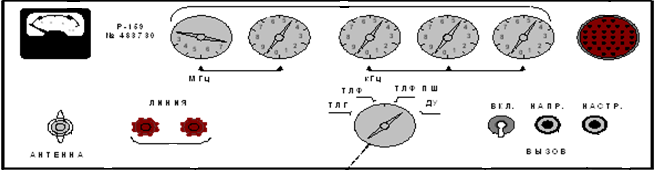 Р-159
№ 483730
МГц
кГц
ТЛФ
ТЛФ ПШ
ТЛГ
ДУ
ЛИНИЯ
ВКЛ. НАПР. НАСТР.
АНТЕННА
ВЫЗОВ